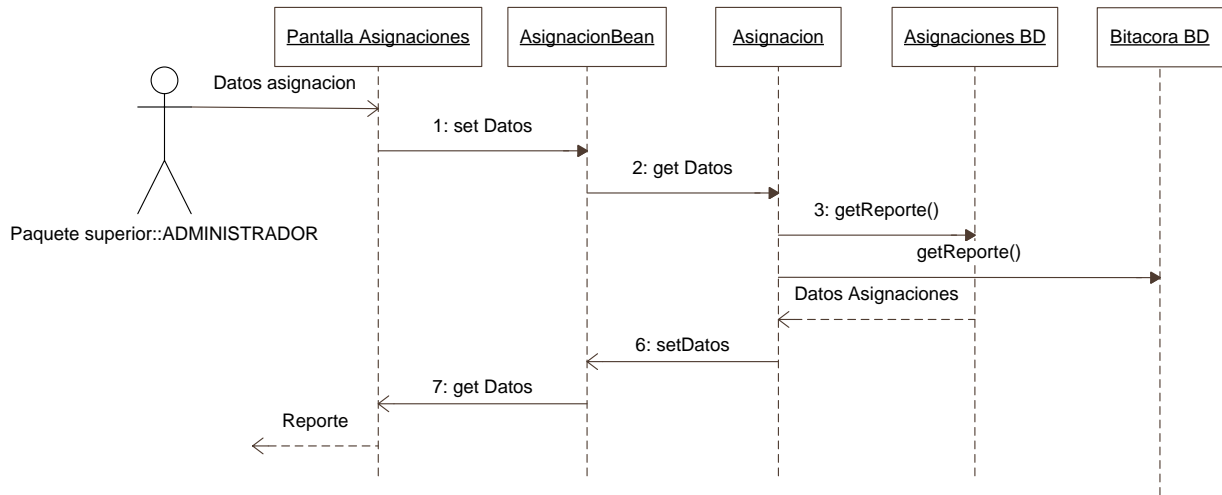 Pantalla Asignaciones
AsignacionBean
Asignacion
Asignaciones BD
Bitacora BD
Datos asignacion
1: set Datos
2: get Datos
Paquete superior::ADMINISTRADOR
3: getReporte()
getReporte()
Datos Asignaciones
6: setDatos
7: get Datos
Reporte